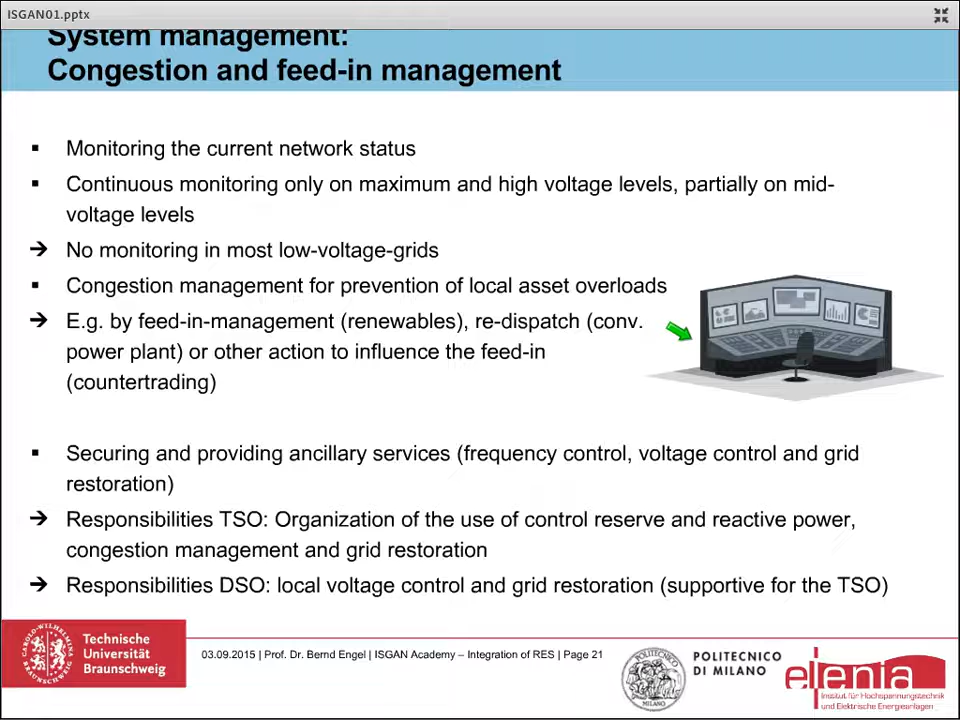 ISGAN01.pptx
System management:
Congestion and feed-in management
▪ Monitoring the current network status
▪ Continuous monitoring only on maximum and high voltage levels, partially on mid-
voltage levels
→ No monitoring in most low-voltage-grids
▪ Congestion management for prevention of local asset overloads
→ E.g. by feed-in-management (renewables), re-dispatch (conv.
power plant) or other action to influence the feed-in
(countertrading)
▪ Securing and providing ancillary services (frequency control, voltage control and grid
restoration)
→ Responsibilities TSO: Organization of the use of control reserve and reactive power,
congestion management and grid restoration
→ Responsibilities DSO: local voltage control and grid restoration (supportive for the TSO)
Technische
Universität
Braunschweig
03.09.2015 | Prof. Dr. Bernd Engel | ISGAN Academy – Integration of RES | Page 21
POLITECNICO
DI MILANO
elenia
Institut für Hochspannungstechnik
und Elektrische Energieanlagen